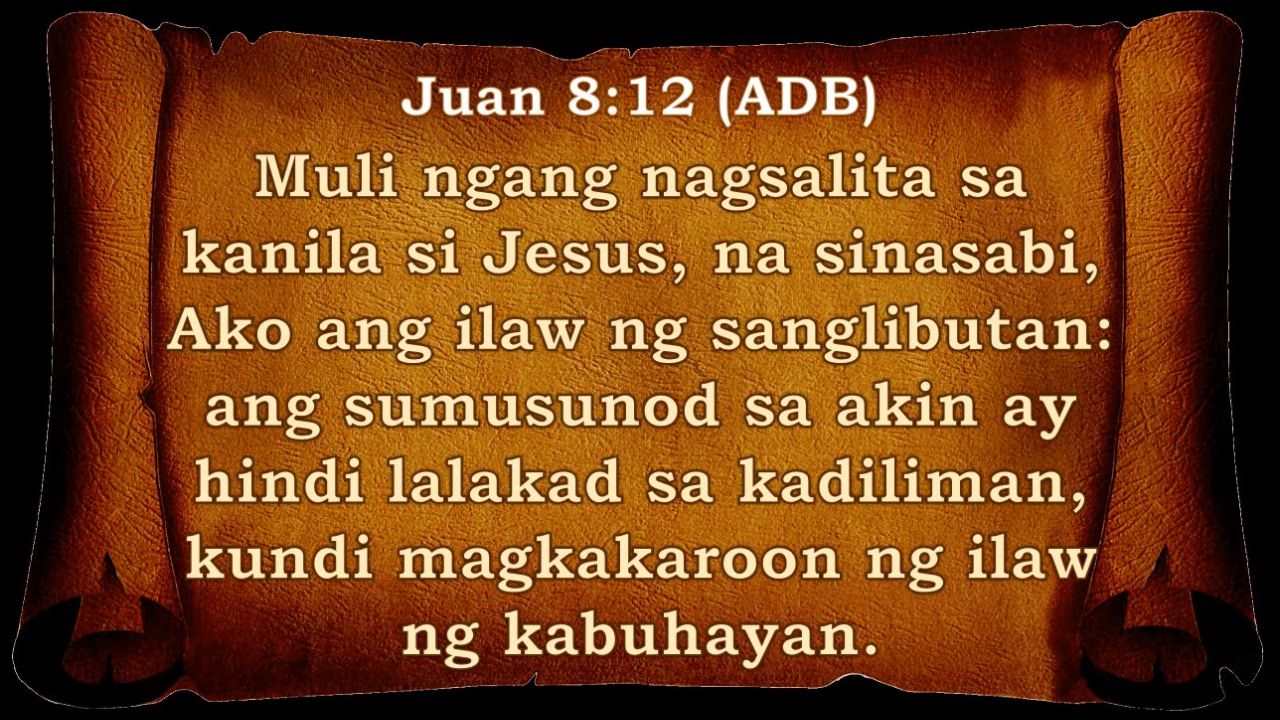 Juan 8:12 (ADB)
Muli ngang nagsalita sa
kanila si Jesus, na sinasabi,
Ako ang ilaw ng sanglibutan:
ang sumusunod sa akin ay
hindi lalakad sa kadiliman,
kundi magkakaroon ng ilaw
ng kabuhayan.